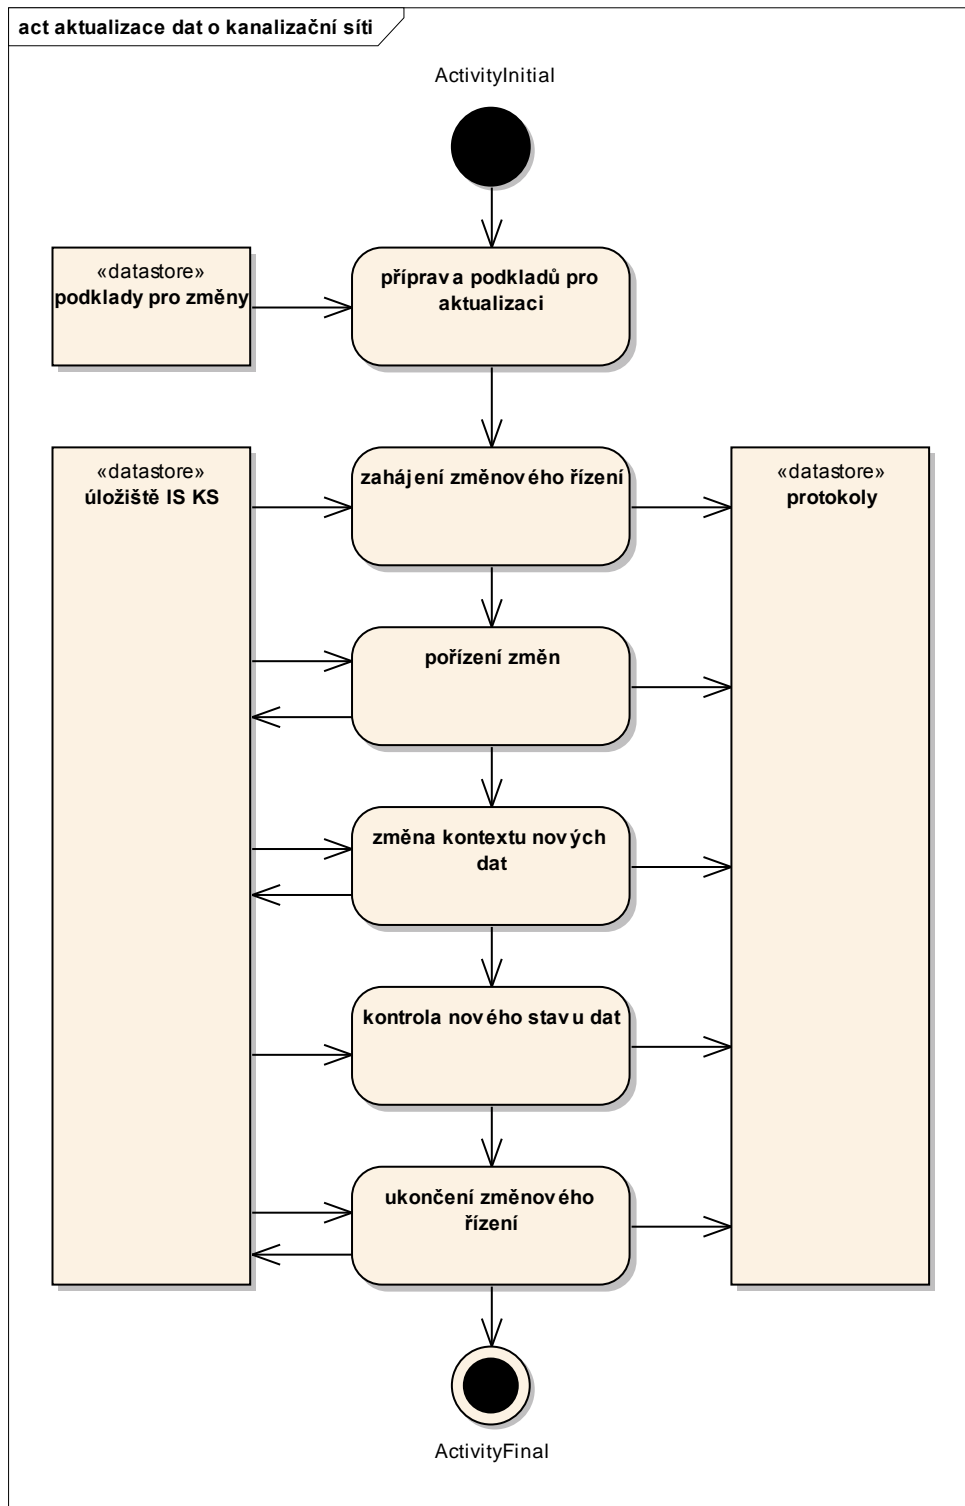 act aktualizace dat o kanalizační síti
ActivityInitial
«datastore»
podklady pro změny
příprava podkladů pro
aktualizaci
«datastore»
úložiště IS KS
zahájení změnového řízení
«datastore»
protokoly
pořízení změn
změna kontextu nových
dat
kontrola nového stavu dat
ukončení změnového
řízení
ActivityFinal